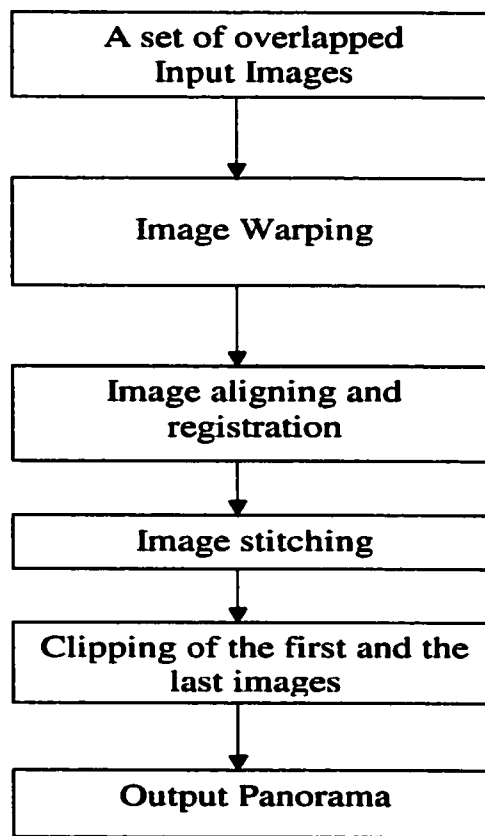 A set of overlapped
Input Images
Image Warping
Image aligning and
registration
Image stitching
Clipping of the first and the
last images
Output Panorama